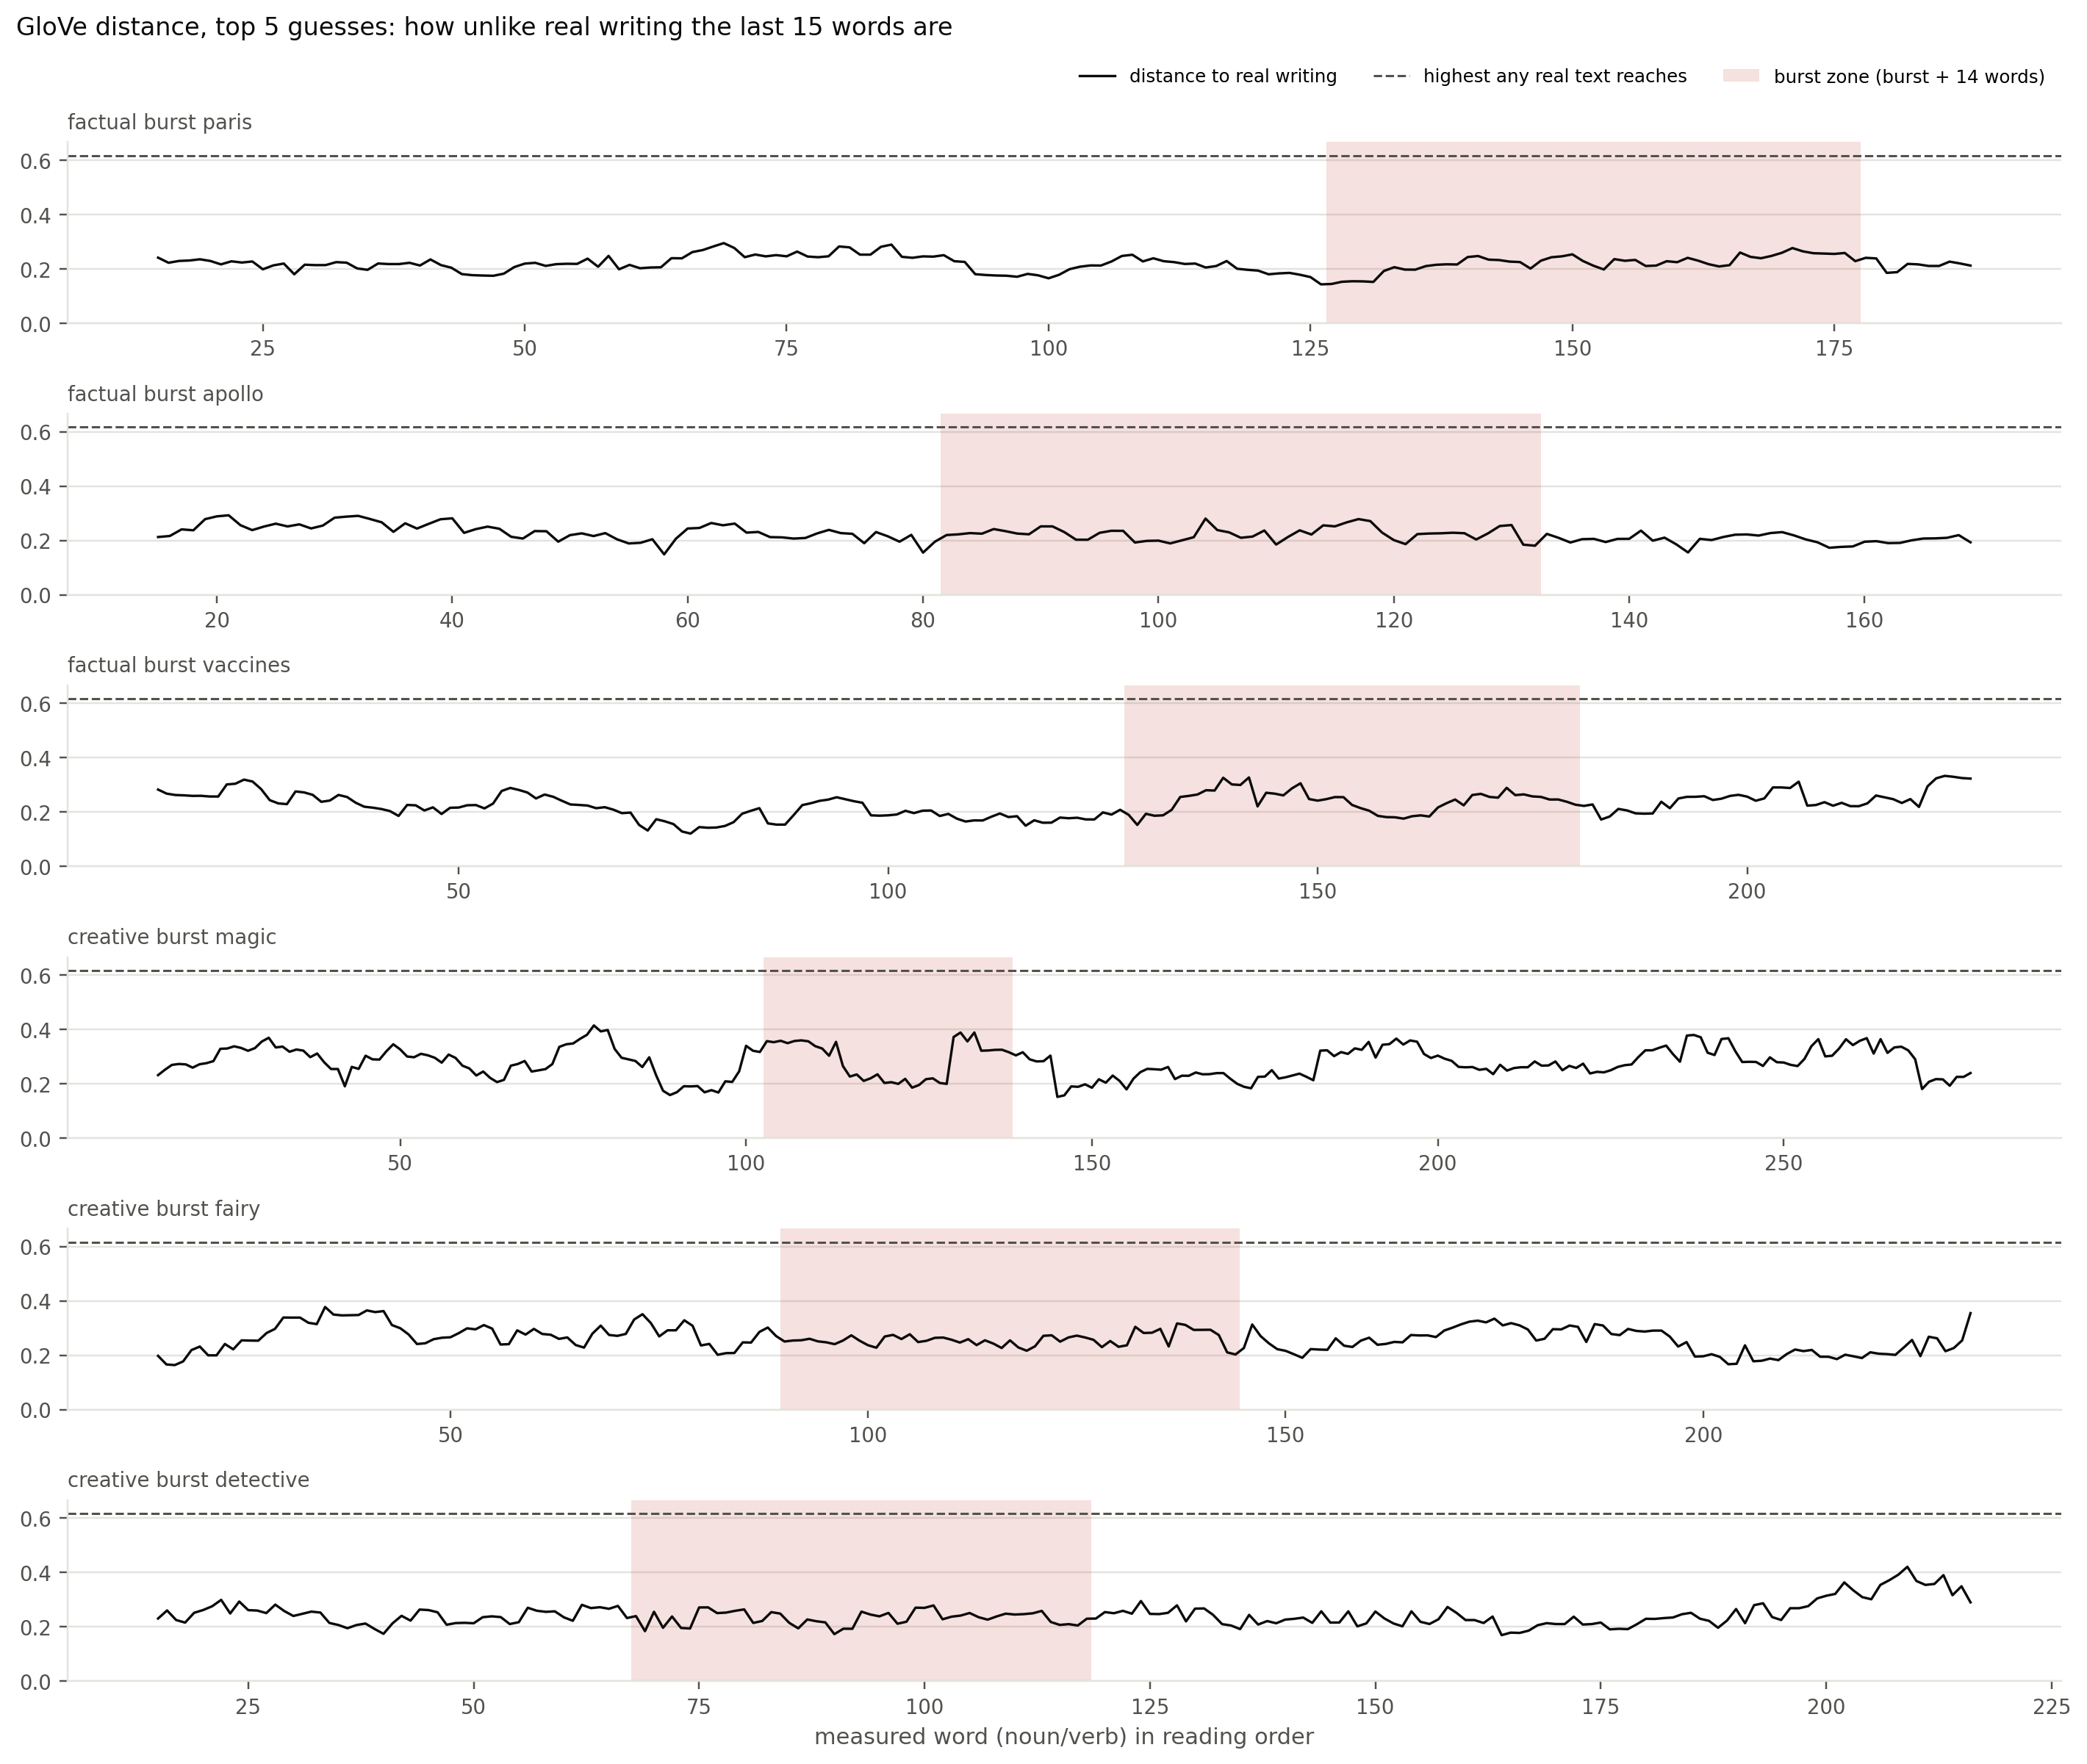 GloVe distance, top 5 guesses: how unlike real writing the last 15 words are
distance to real writing highest any real text reaches burst zone (burst + 14 words)
factual burst paris
0.6
0.4
0.2
0.0
25 50 75 100 125 150 175
factual burst apollo
0.6
0.4
0.2
0.0
20 40 60 80 100 120 140 160
factual burst vaccines
0.6
0.4
0.2
0.0
50 100 150 200
creative burst magic
0.6
0.4
0.2
0.0
50 100 150 200 250
creative burst fairy
0.6
0.4
0.2
0.0
50 100 150 200
creative burst detective
0.6
0.4
0.2
0.0
25 50 75 100 125 150 175 200 225
measured word (noun/verb) in reading order